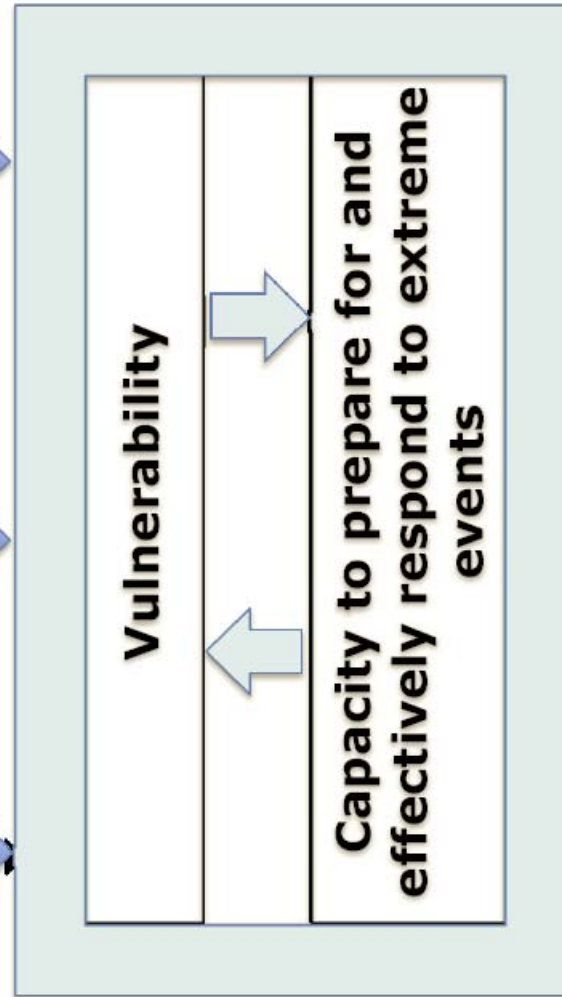 Vulnerability
Capacity to prepare for and
effectively respond to extreme
events